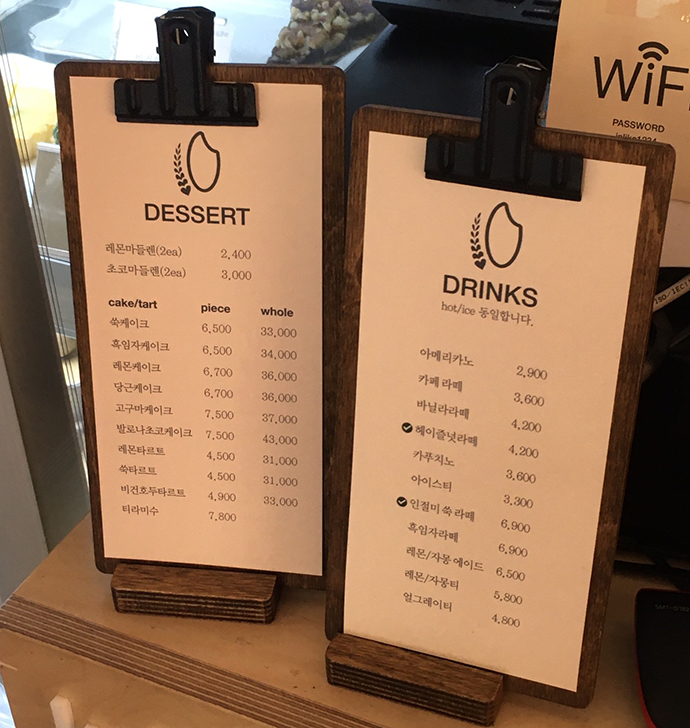 DESSERT
레몬마들렌(2ea) 2,400
초코마들렌(2ea) 3,000
cake/tart piece whole
쑥케이크 6,500 33,000
흑임자케이크 6,500 34,000
레몬케이크 6,700 36,000
당근케이크 6,700 36,000
고구마케이크 7,500 37,000
발로나초코케이크 7,500 43,000
레몬타르트 4,500 31,000
쑥타르트 4,500 31,000
비건호두타르트 4,900 33,000
티라미수 7,800
DRINKS
hot/ice 동일합니다.
아메리카노 2,900
카페 라떼 3,600
바닐라라떼 4,200
헤이즐넛라떼 4,200
카푸치노 3,600
아이스티 3,300
인절미 쑥 라떼 6,900
흑임자라떼 6,900
레몬/자몽 에이드 6,500
레몬/자몽티 5,800
얼그레이티 4,800
WiF
PASSWORD